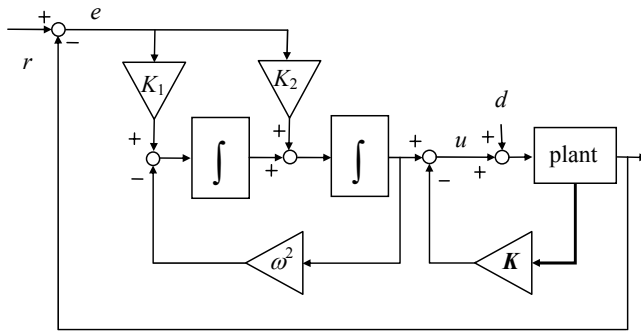 +
e
−
r
K₁
K₂
d
+
+
+
+
u
∫
∫
plant
−
+
−
+
ω²
K